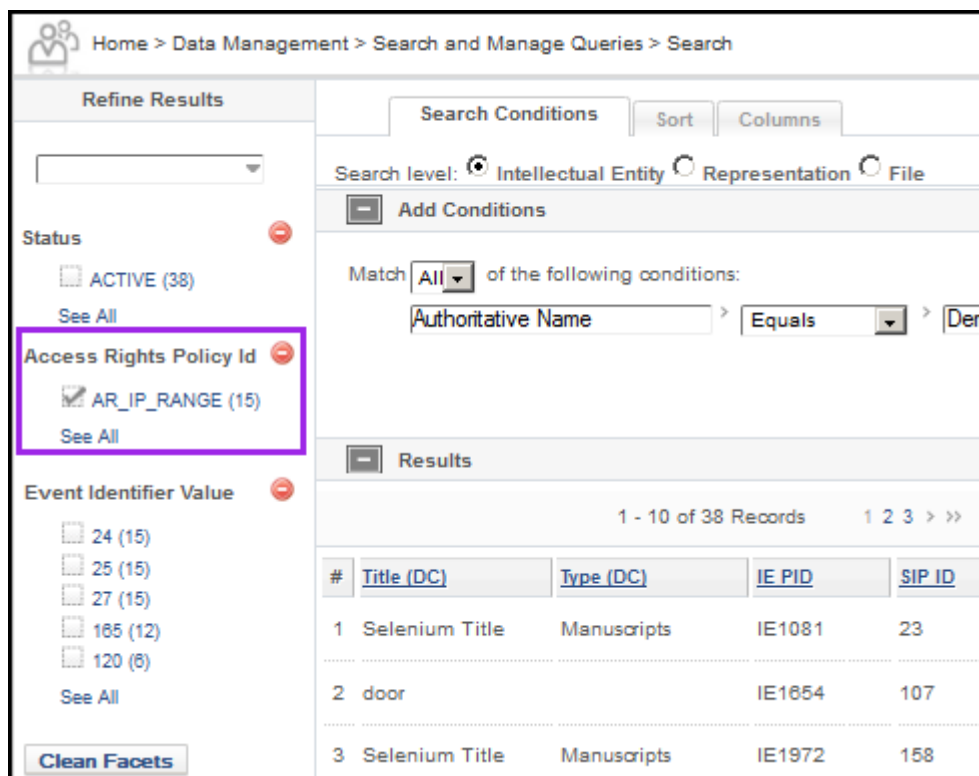 Home > Data Management > Search and Manage Queries > Search
Refine Results
Status
ACTIVE (38)
See All
Access Rights Policy Id
AR_IP_RANGE (15)
See All
Event Identifier Value
24 (15)
25 (15)
27 (15)
165 (12)
120 (6)
See All
Clean Facets
Search Conditions Sort Columns
Search level: Intellectual Entity Representation File
Add Conditions
Match All of the following conditions:
Authoritative Name > Equals > Der
Results
1 - 10 of 38 Records 1 2 3 > >>
# Title (DC) Type (DC) IE PID SIP ID
1 Selenium Title Manuscripts IE1081 23
2 door IE1654 107
3 Selenium Title Manuscripts IE1972 158